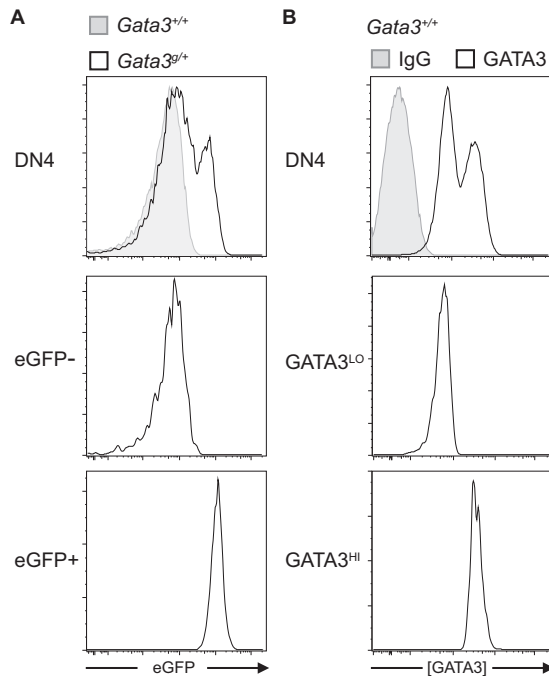 A
Gata3+/+
Gata3g/+
DN4
eGFP-
eGFP+
eGFP
B
Gata3+/+
IgG GATA3
DN4
GATA3LO
GATA3HI
[GATA3]